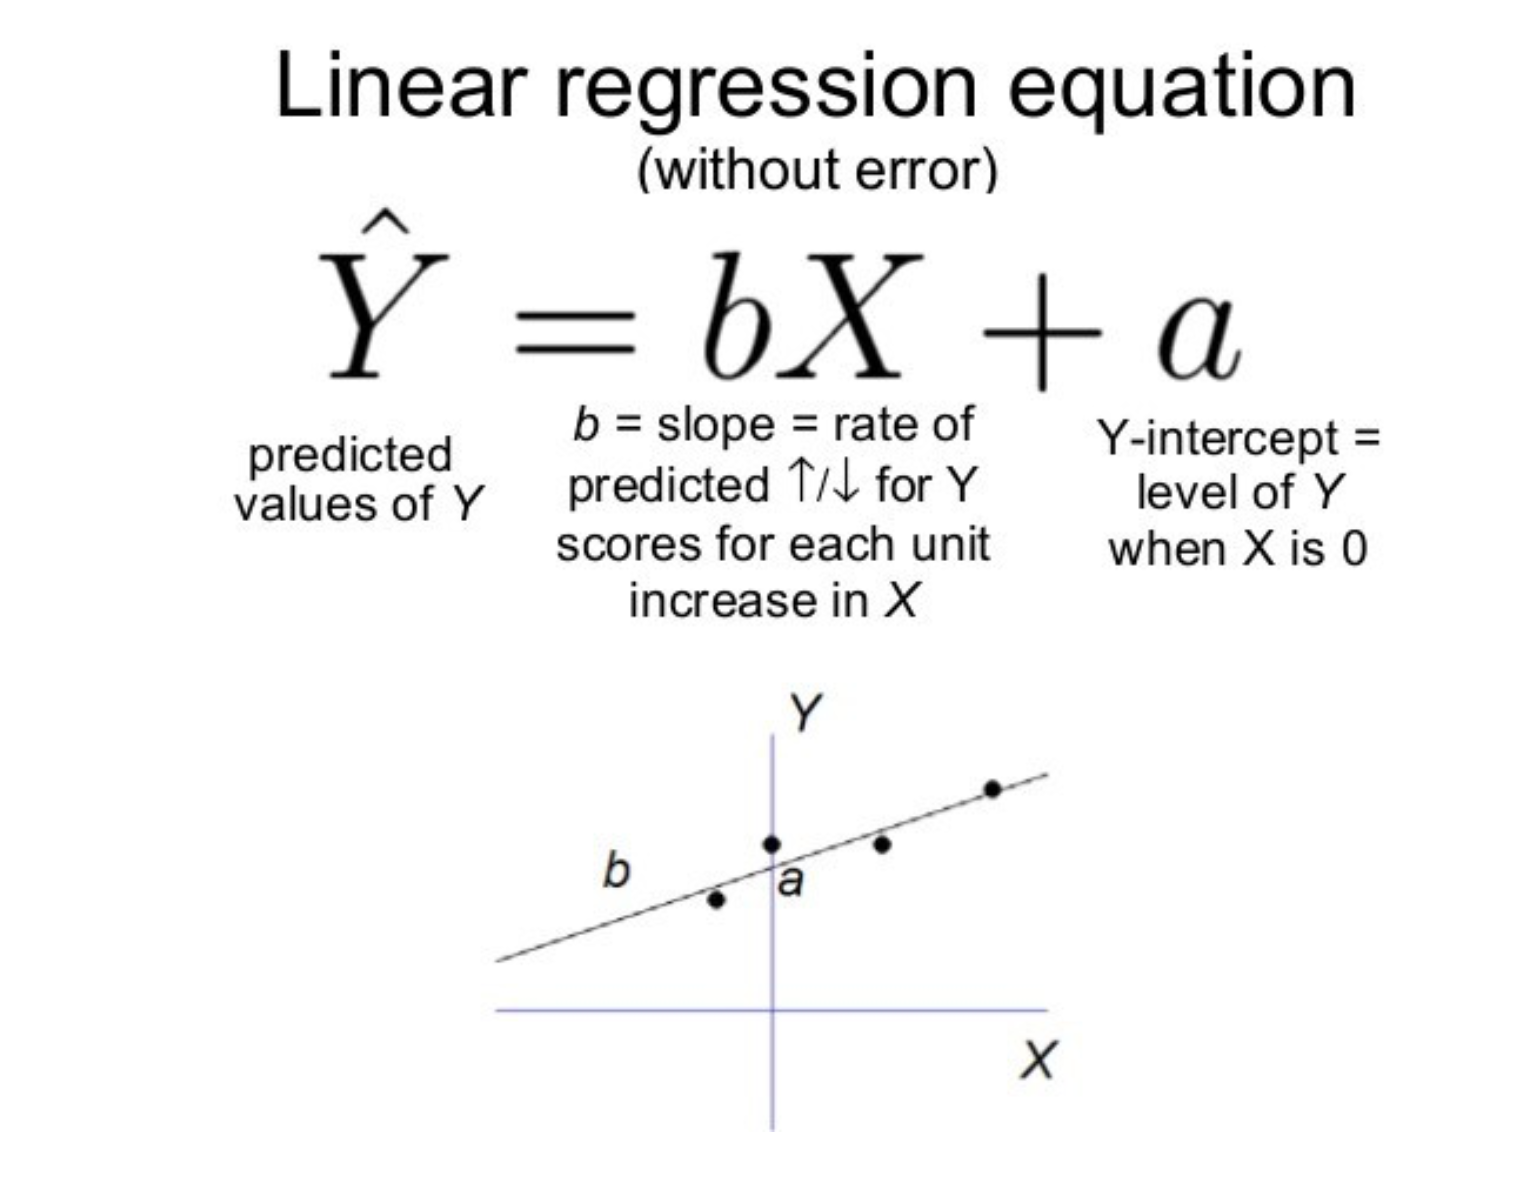 Linear regression equation
(without error)
Ŷ = bX + a
predicted
values of Y
b = slope = rate of
predicted ↑/↓ for Y
scores for each unit
increase in X
Y-intercept =
level of Y
when X is 0
Y
b
a
X